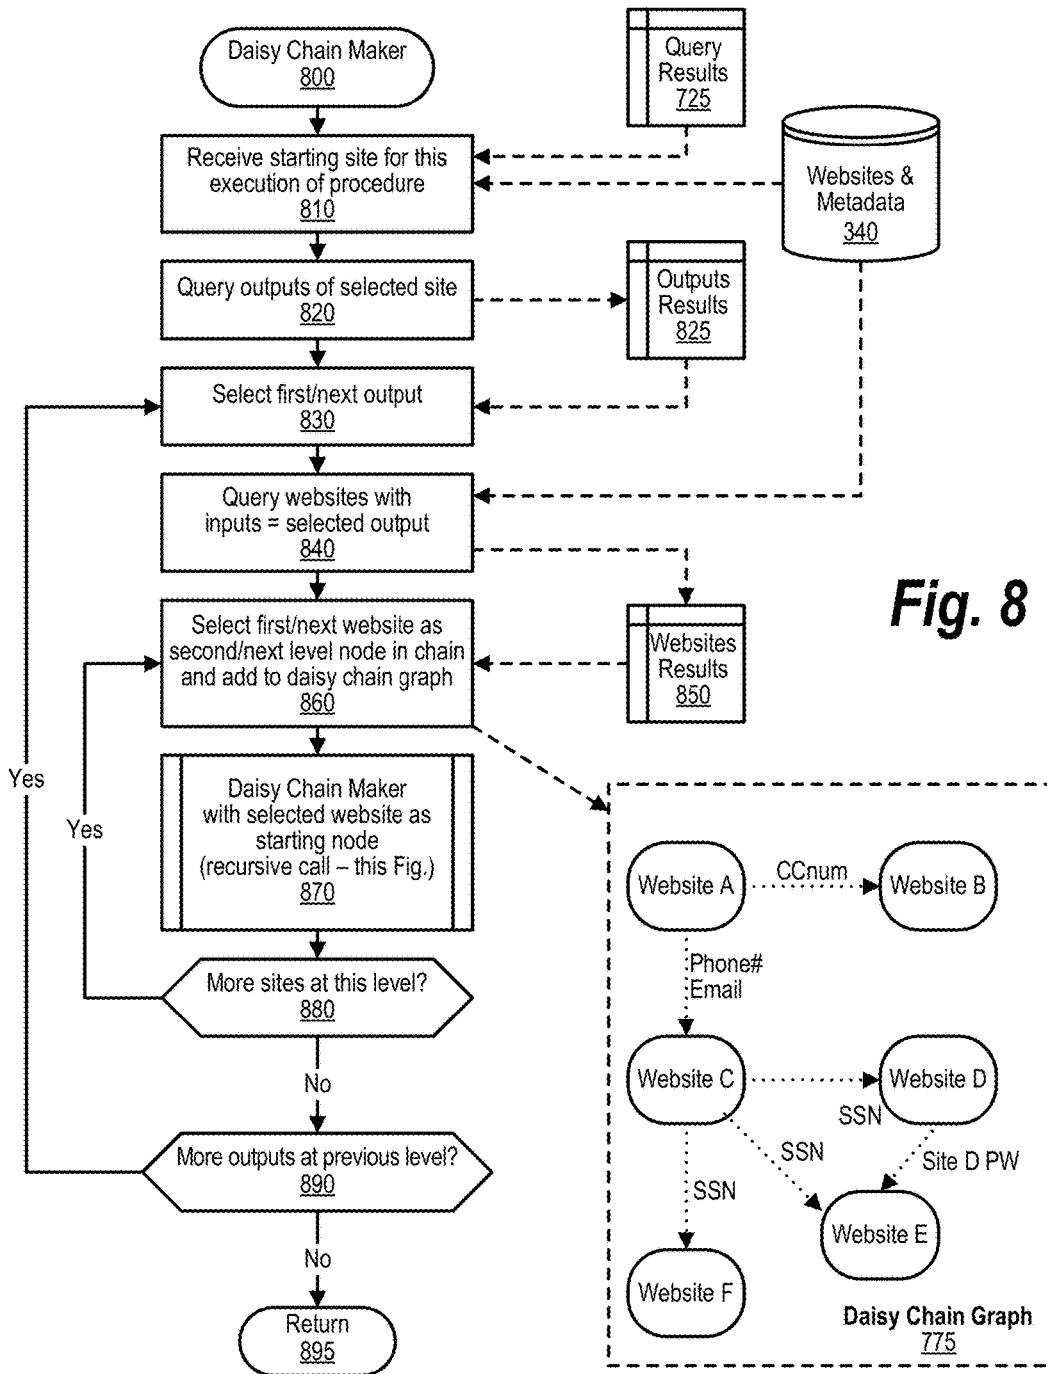 Daisy Chain Maker
800
Query
Results
725
Receive starting site for this
execution of procedure
810
Websites &
Metadata
340
Query outputs of selected site
820
Outputs
Results
825
Select first/next output
830
Query websites with
inputs = selected output
840
Fig. 8
Select first/next website as
second/next level node in chain
and add to daisy chain graph
860
Websites
Results
850
Yes
Yes
Daisy Chain Maker
with selected website as
starting node
(recursive call – this Fig.)
870
More sites at this level?
880
No
More outputs at previous level?
890
No
Return
895
Website A
CCnum
Website B
Phone#
Email
Website C
Website D
SSN
SSN
Site D PW
SSN
Website E
Website F
Daisy Chain Graph
775